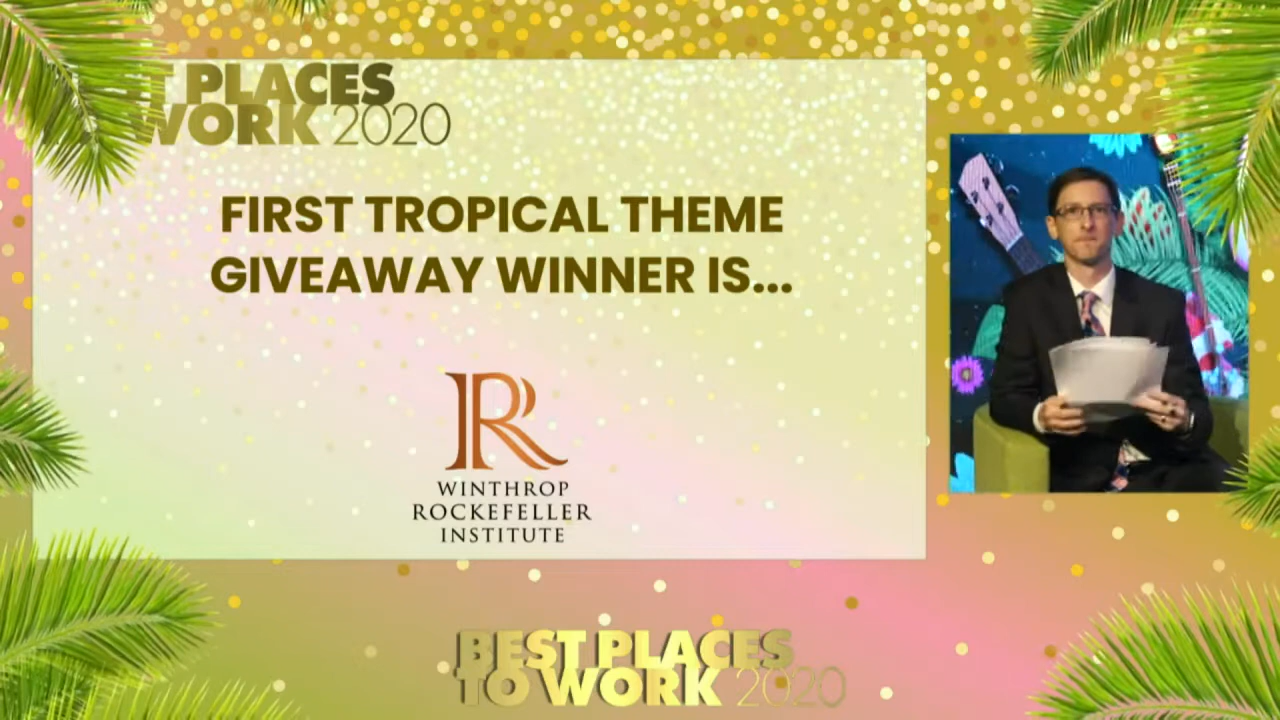 T PLACES
WORK 2020
FIRST TROPICAL THEME
GIVEAWAY WINNER IS...
R
WINTHROP
ROCKEFELLER
INSTITUTE
BEST PLACES
TO WORK 2020